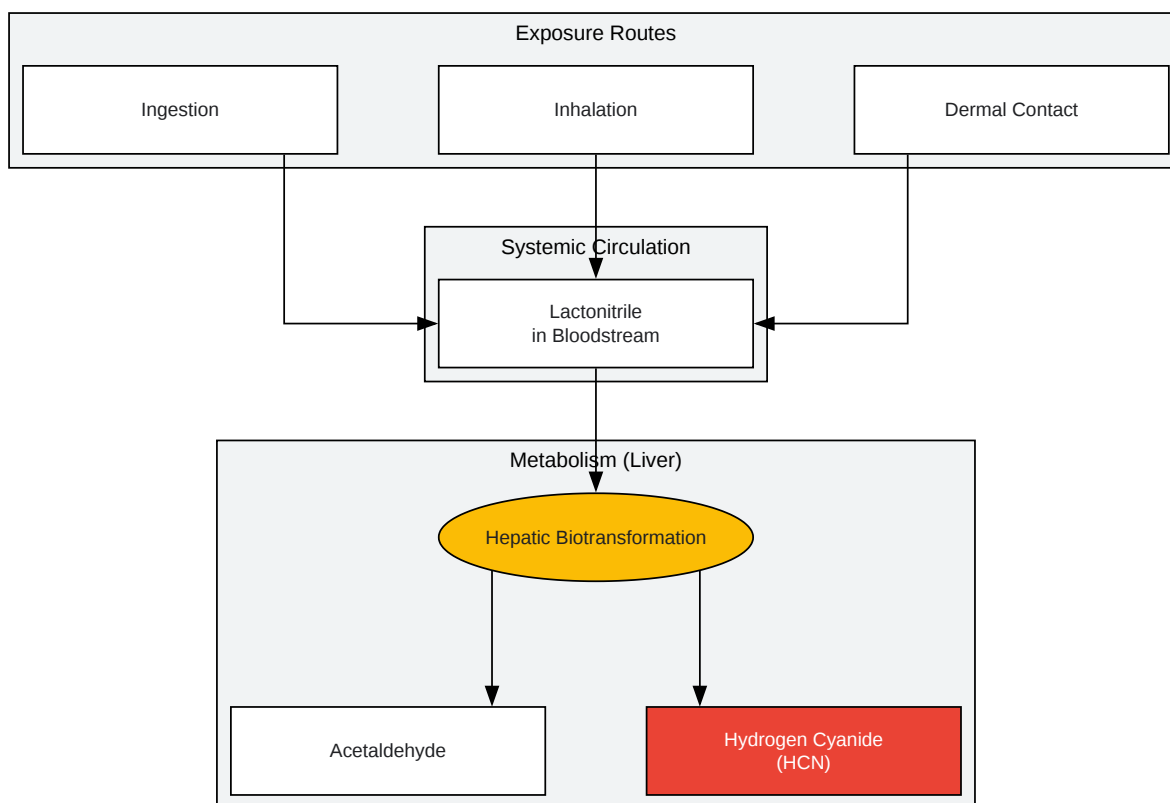 Exposure Routes
Ingestion
Inhalation
Dermal Contact
Systemic Circulation
Lactonitrile
in Bloodstream
Metabolism (Liver)
Hepatic Biotransformation
Acetaldehyde
Hydrogen Cyanide
(HCN)